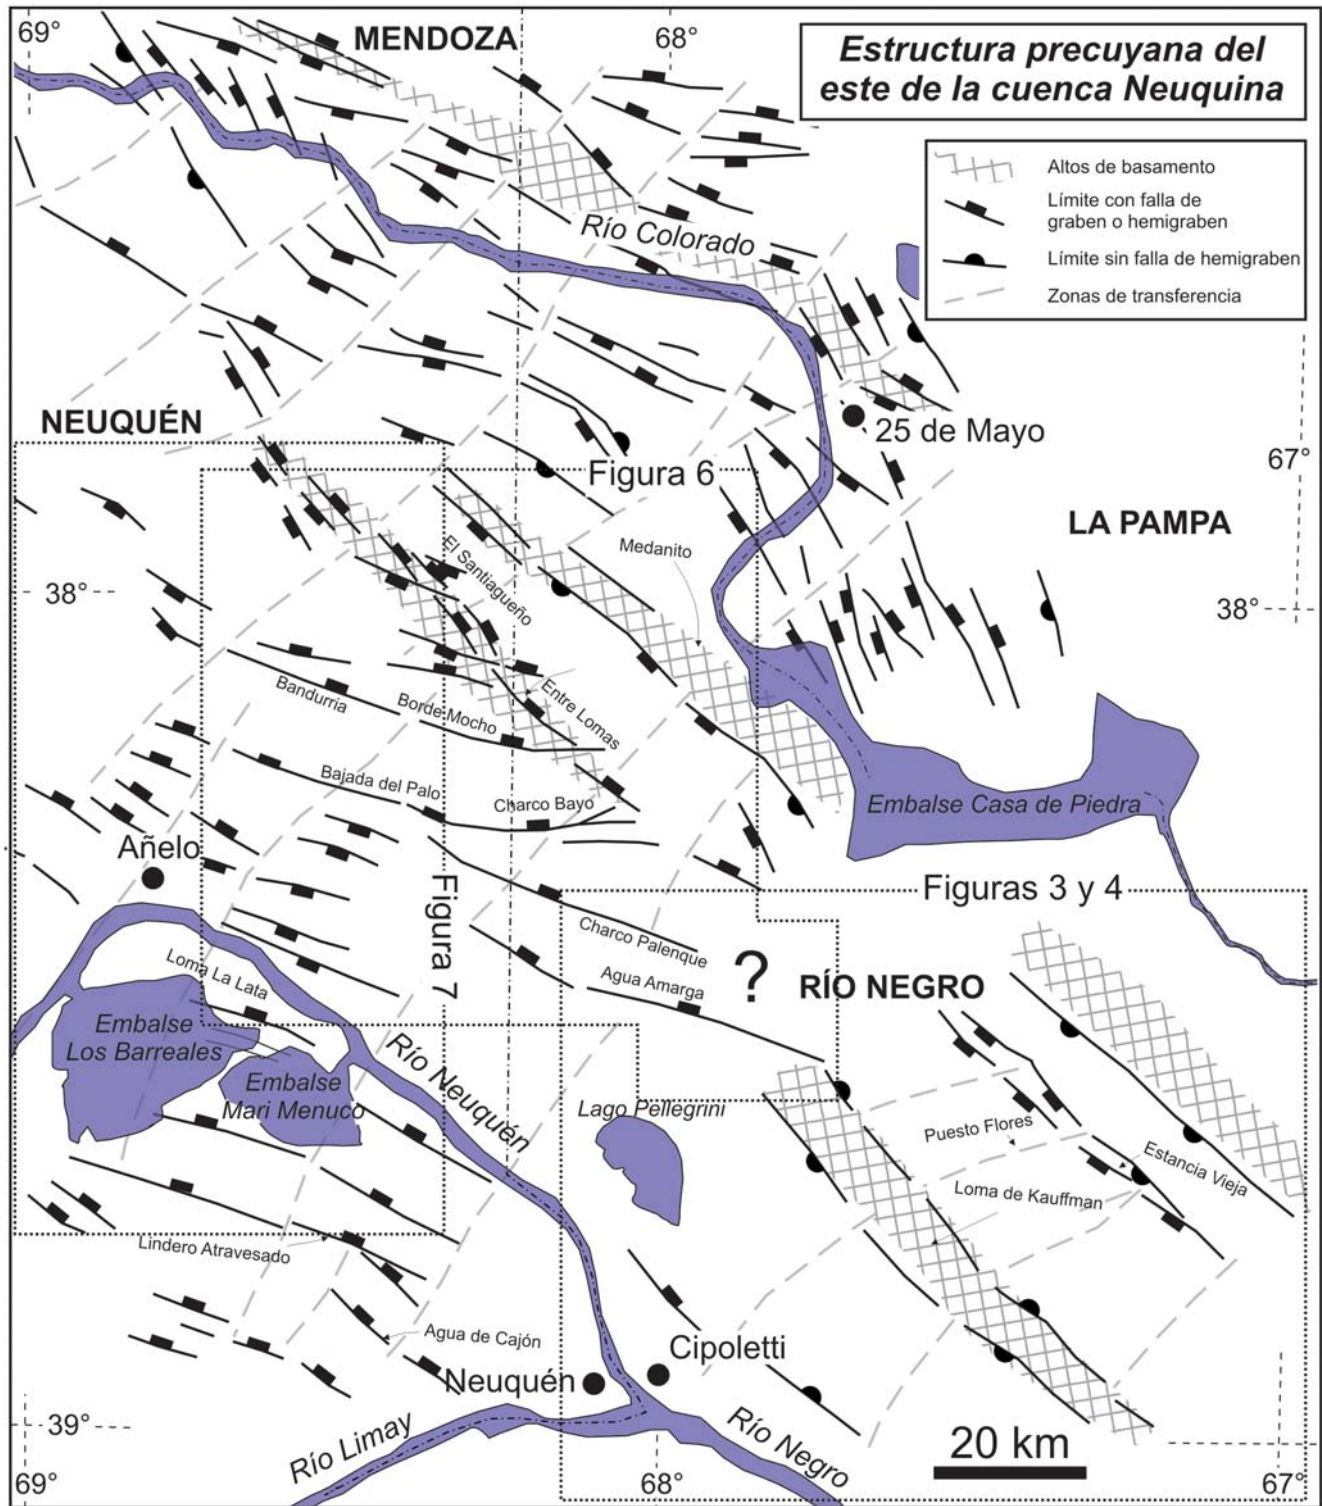 69°
MENDOZA
68°
Estructura precuyana del
este de la cuenca Neuquina
Altos de basamento
Límite con falla de
graben o hemigraben
Límite sin falla de hemigraben
Zonas de transferencia
Río Colorado
NEUQUÉN
25 de Mayo
67°
Figura 6
LA PAMPA
Medanito
El Santiagueño
38°
38°
Bandurria
Borde Mocho
Entre Lomas
Bajada del Palo
Charco Bayo
Embalse Casa de Piedra
Añelo
Figura 7
Figuras 3 y 4
Charco Palenque
Loma La Lata
Agua Amarga
?
RÍO NEGRO
Embalse
Los Barreales
Río Neuquén
Embalse
Mari Menuco
Lago Pellegrini
Puesto Flores
Estancia Vieja
Loma de Kauffman
Lindero Atravesado
Agua de Cajón
Cipoletti
Neuquén
39°
Río Limay
Río Negro
20 km
69°
68°
67°